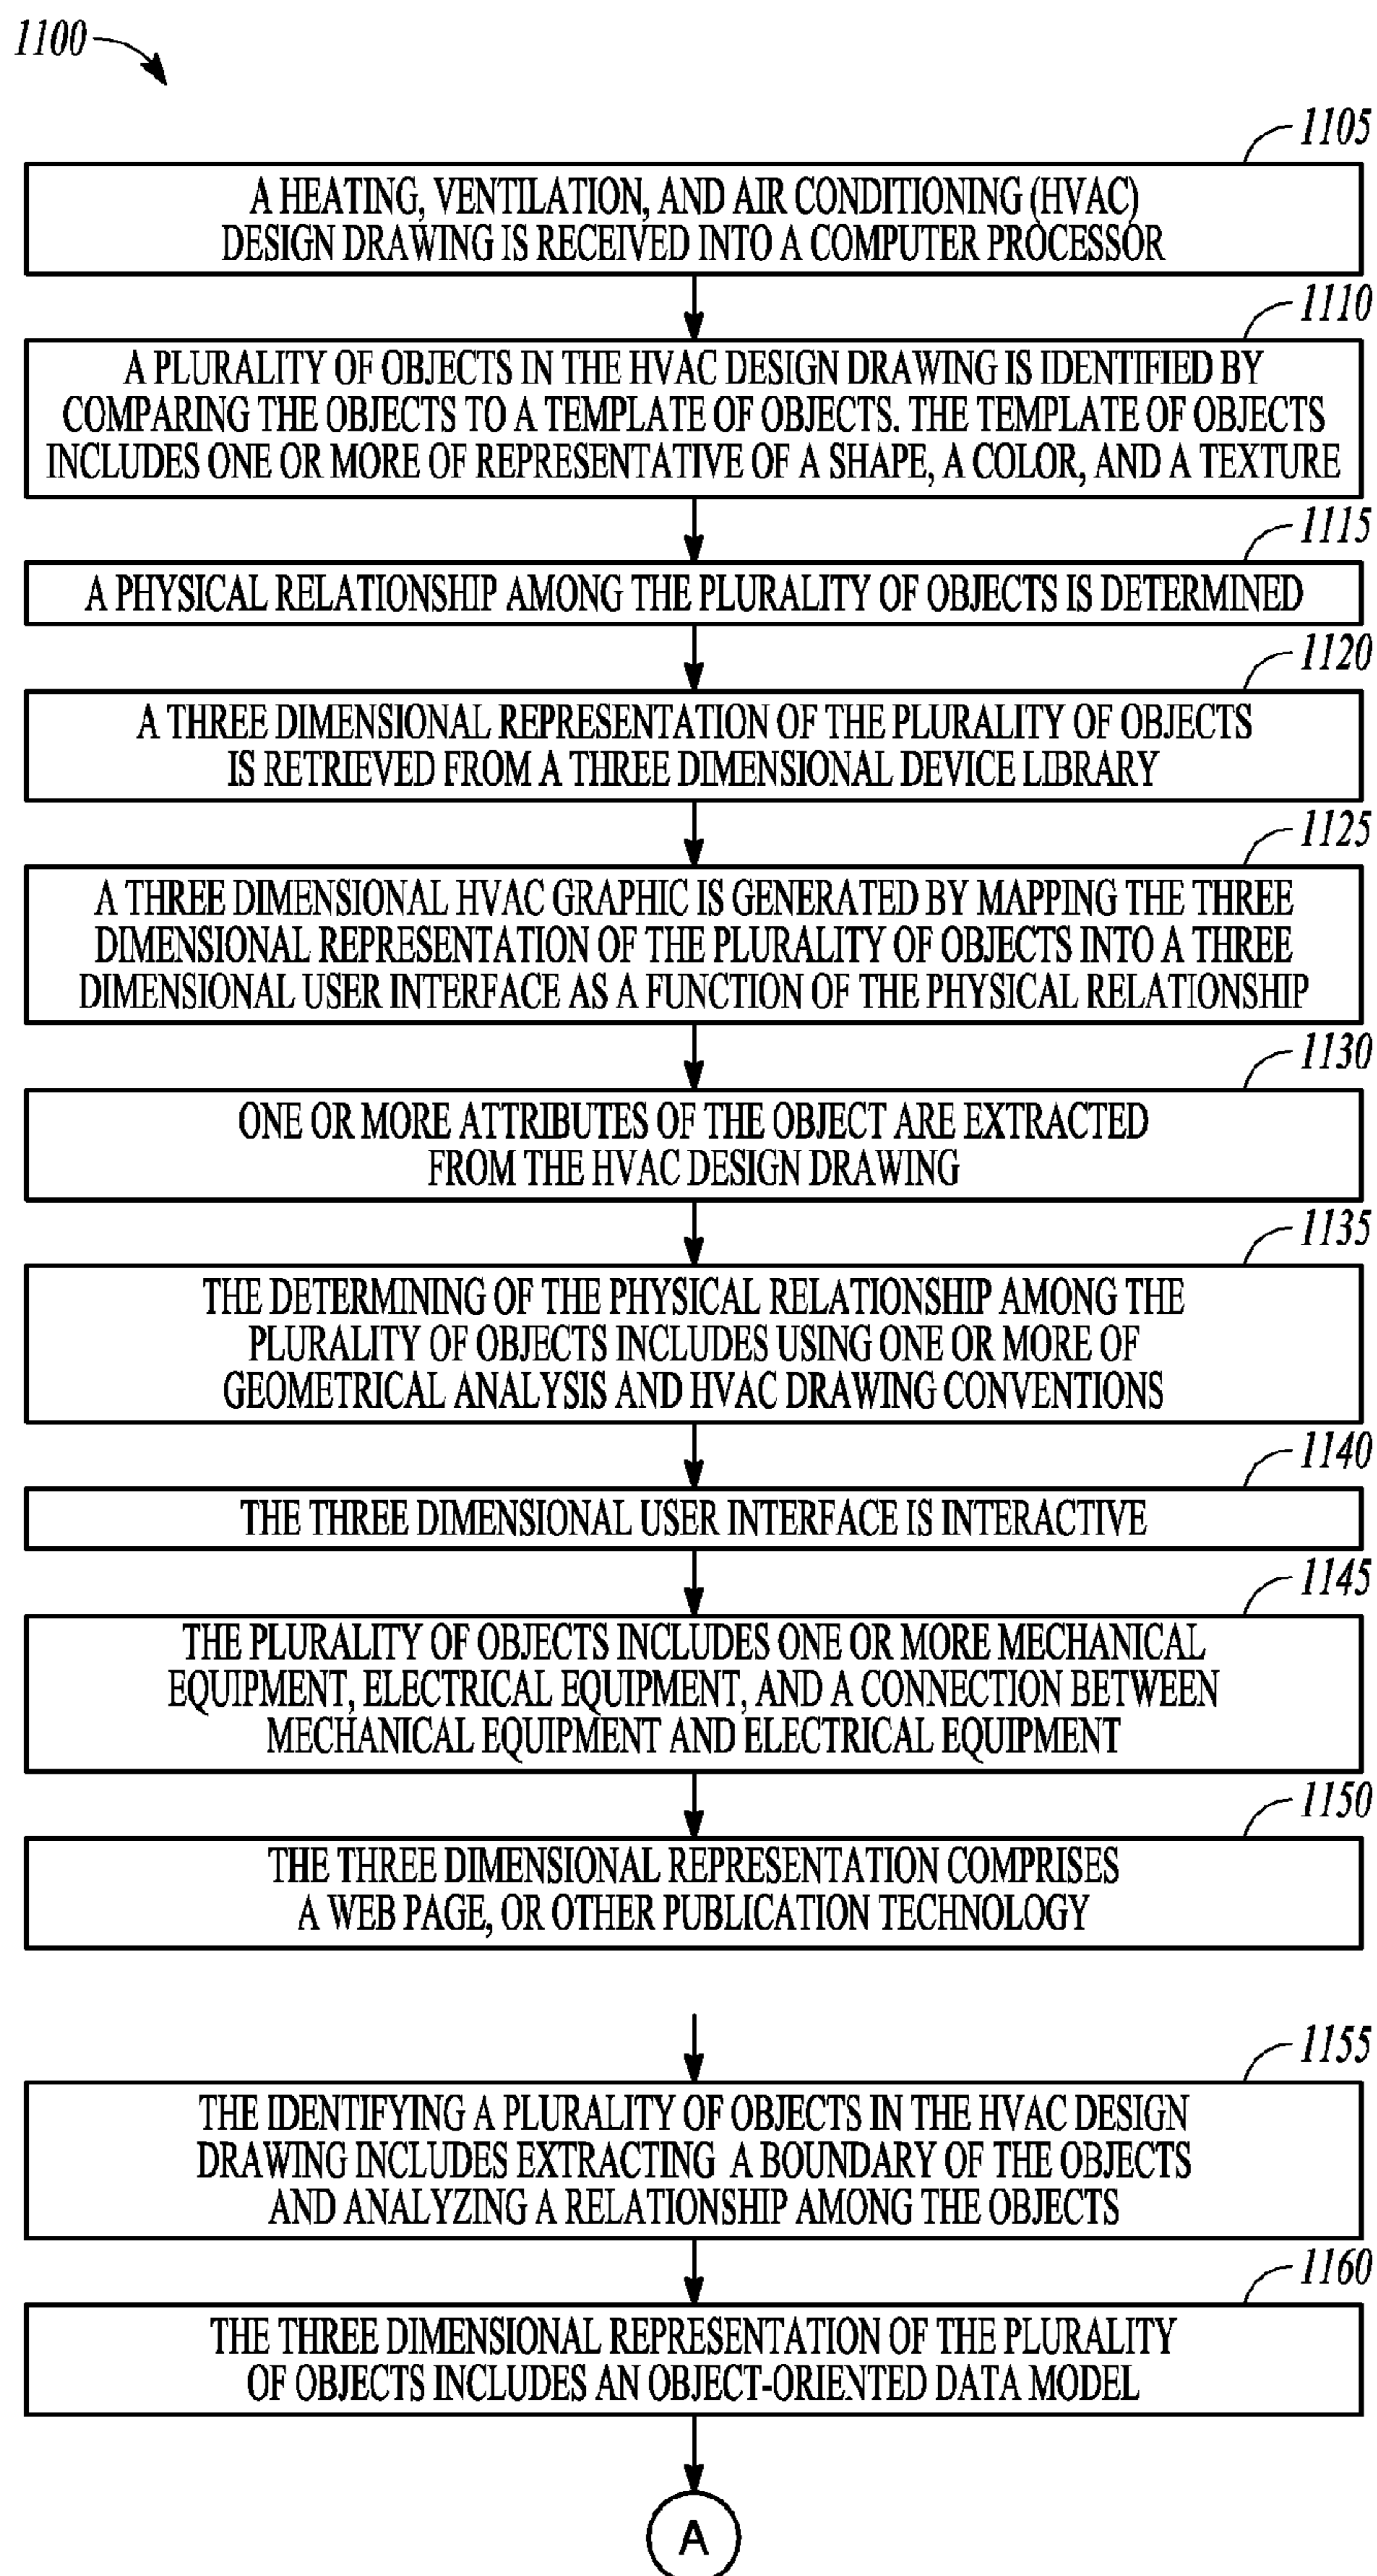 1100
1105
A HEATING, VENTILATION, AND AIR CONDITIONING (HVAC)
DESIGN DRAWING IS RECEIVED INTO A COMPUTER PROCESSOR
1110
A PLURALITY OF OBJECTS IN THE HVAC DESIGN DRAWING IS IDENTIFIED BY
COMPARING THE OBJECTS TO A TEMPLATE OF OBJECTS. THE TEMPLATE OF OBJECTS
INCLUDES ONE OR MORE OF REPRESENTATIVE OF A SHAPE, A COLOR, AND A TEXTURE
1115
A PHYSICAL RELATIONSHIP AMONG THE PLURALITY OF OBJECTS IS DETERMINED
1120
A THREE DIMENSIONAL REPRESENTATION OF THE PLURALITY OF OBJECTS
IS RETRIEVED FROM A THREE DIMENSIONAL DEVICE LIBRARY
1125
A THREE DIMENSIONAL HVAC GRAPHIC IS GENERATED BY MAPPING THE THREE
DIMENSIONAL REPRESENTATION OF THE PLURALITY OF OBJECTS INTO A THREE
DIMENSIONAL USER INTERFACE AS A FUNCTION OF THE PHYSICAL RELATIONSHIP
1130
ONE OR MORE ATTRIBUTES OF THE OBJECT ARE EXTRACTED
FROM THE HVAC DESIGN DRAWING
1135
THE DETERMINING OF THE PHYSICAL RELATIONSHIP AMONG THE
PLURALITY OF OBJECTS INCLUDES USING ONE OR MORE OF
GEOMETRICAL ANALYSIS AND HVAC DRAWING CONVENTIONS
1140
THE THREE DIMENSIONAL USER INTERFACE IS INTERACTIVE
1145
THE PLURALITY OF OBJECTS INCLUDES ONE OR MORE MECHANICAL
EQUIPMENT, ELECTRICAL EQUIPMENT, AND A CONNECTION BETWEEN
MECHANICAL EQUIPMENT AND ELECTRICAL EQUIPMENT
1150
THE THREE DIMENSIONAL REPRESENTATION COMPRISES
A WEB PAGE, OR OTHER PUBLICATION TECHNOLOGY
1155
THE IDENTIFYING A PLURALITY OF OBJECTS IN THE HVAC DESIGN
DRAWING INCLUDES EXTRACTING A BOUNDARY OF THE OBJECTS
AND ANALYZING A RELATIONSHIP AMONG THE OBJECTS
1160
THE THREE DIMENSIONAL REPRESENTATION OF THE PLURALITY
OF OBJECTS INCLUDES AN OBJECT-ORIENTED DATA MODEL
A